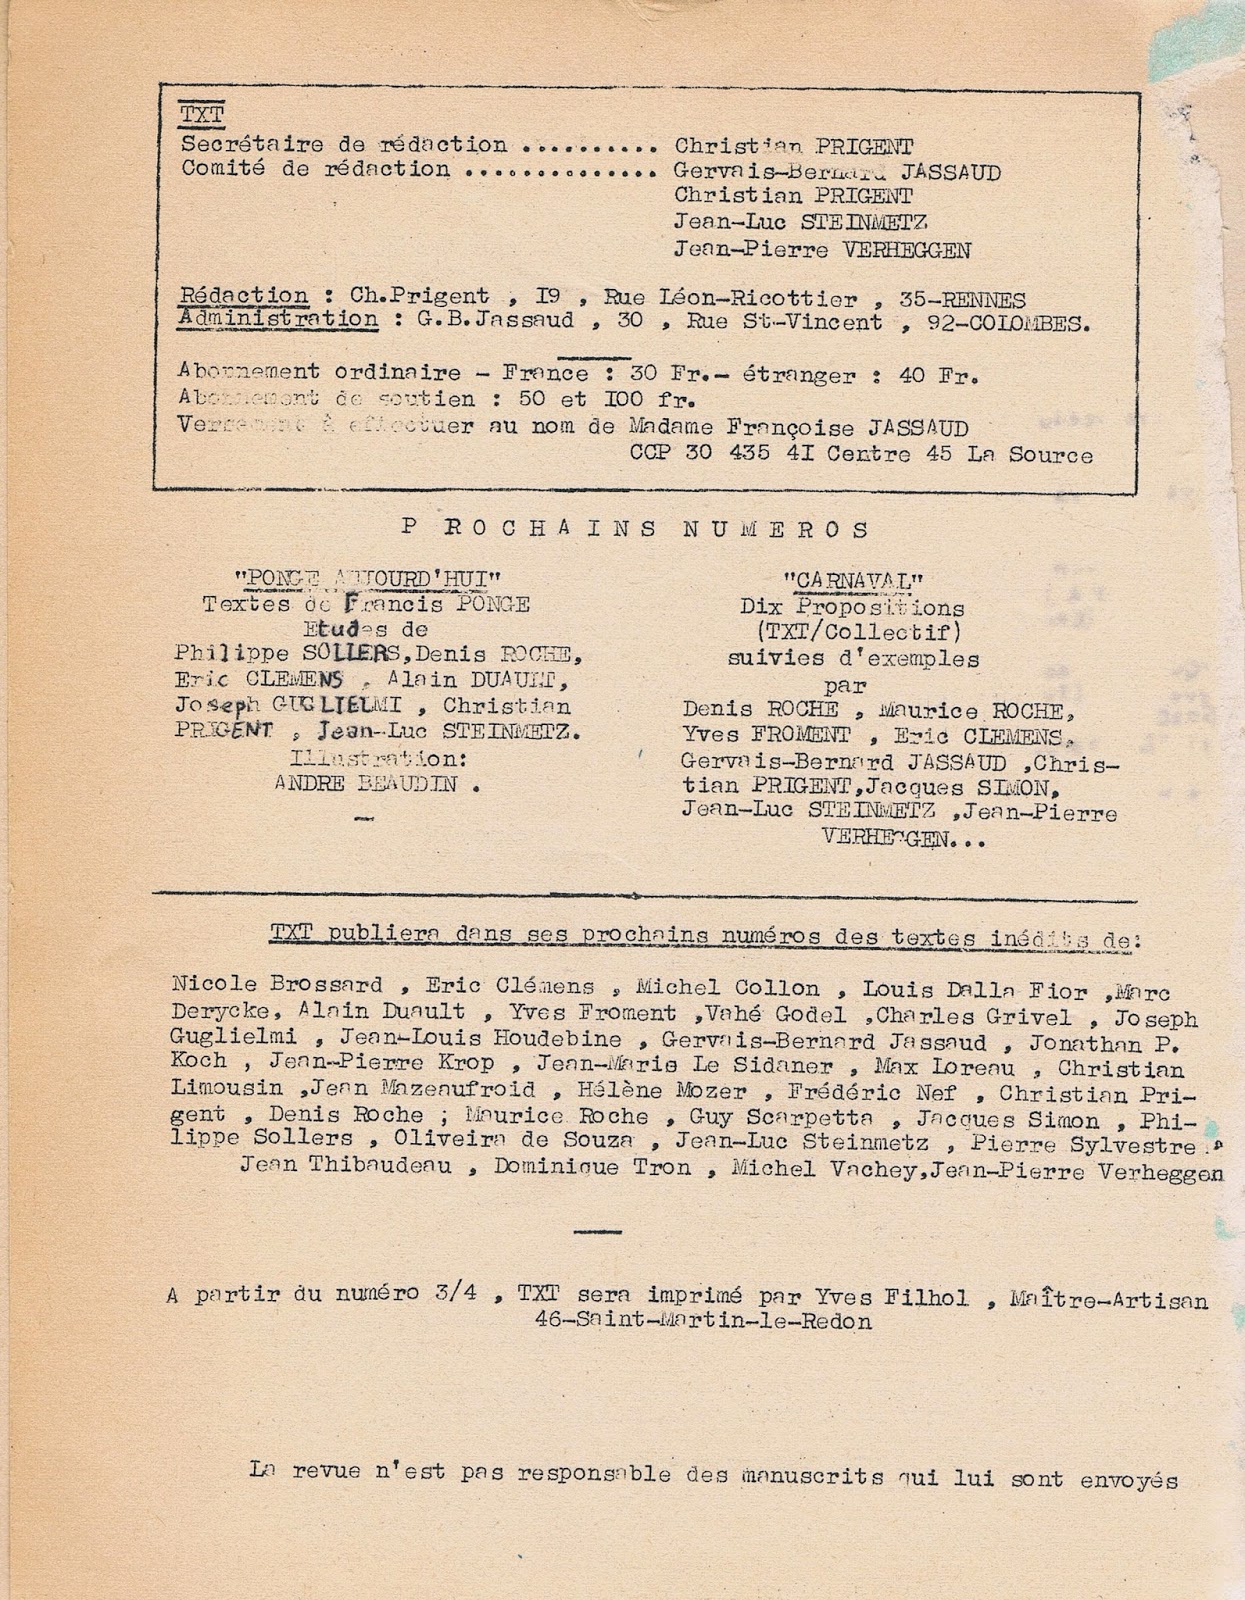 TXT
Secrétaire de rédaction .......... Christian PRIGENT
Comité de rédaction .............. Gervais-Bernard JASSAUD
Christian PRIGENT
Jean-Luc STEINMETZ
Jean-Pierre VERHEGGEN
Rédaction : Ch.Prigent , I9 , Rue Léon-Ricottier , 35-RENNES
Administration : G.B.Jassaud , 30 , Rue St-Vincent , 92-COLOMBES.
Abonnement ordinaire - France : 30 Fr.- étranger : 40 Fr.
Abonnement de soutien : 50 et I00 fr.
Versement à effectuer au nom de Madame Françoise JASSAUD
CCP 30 435 4I Centre 45 La Source
P ROCHAINS NUMEROS
"PONGE AUJOURD'HUI"
Textes de Francis PONGE
Etudes de
Philippe SOLLERS,Denis ROCHE,
Eric CLEMENS , Alain DUAULT,
Joseph GUGLIELMI , Christian
PRIGENT , Jean-Luc STEINMETZ.
Illustration:
ANDRE BEAUDIN .
"CARNAVAL"
Dix Propositions
(TXT/Collectif)
suivies d'exemples
par
Denis ROCHE , Maurice ROCHE,
Yves FROMENT , Eric CLEMENS,
Gervais-Bernard JASSAUD ,Chris-
tian PRIGENT,Jacques SIMON,
Jean-Luc STEINMETZ ,Jean-Pierre
VERHEGGEN...
TXT publiera dans ses prochains numéros des textes inédits de:
Nicole Brossard , Eric Clémens , Michel Collon , Louis Dalla Fior ,Marc
Derycke, Alain Duault , Yves Froment ,Vahé Godel ,Charles Grivel , Joseph
Guglielmi , Jean-Louis Houdebine , Gervais-Bernard Jassaud , Jonathan P.
Koch , Jean-Pierre Krop , Jean-Marie Le Sidaner , Max Loreau , Christian
Limousin ,Jean Mazeaufroid , Hélène Mozer , Frédéric Nef , Christian Pri-
gent , Denis Roche ; Maurice Roche , Guy Scarpetta , Jacques Simon , Phi-
lippe Sollers , Oliveira de Souza , Jean-Luc Steinmetz , Pierre Sylvestre
Jean Thibaudeau , Dominique Tron , Michel Vachey,Jean-Pierre Verheggen
A partir du numéro 3/4 , TXT sera imprimé par Yves Filhol , Maître-Artisan
46-Saint-Martin-le-Redon
La revue n'est pas responsable des manuscrits qui lui sont envoyés